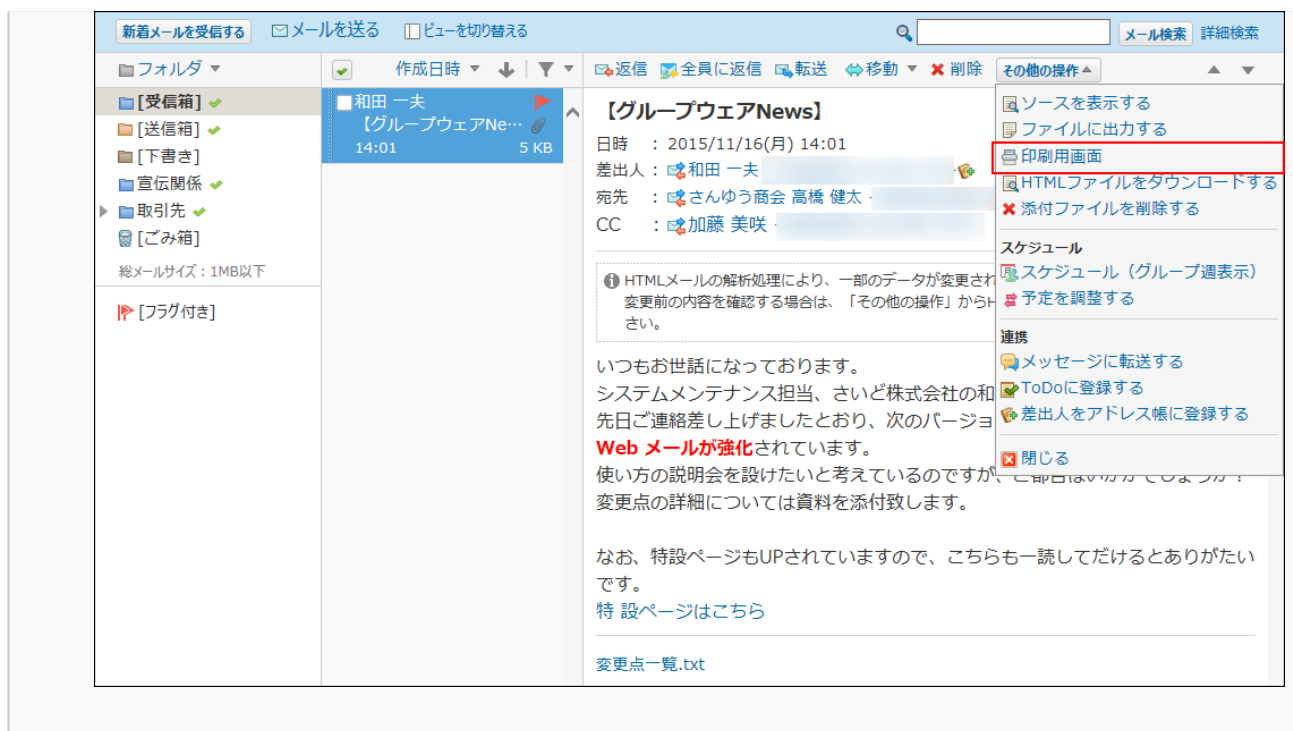 新着メールを受信する メールを送る ビューを切り替える メール検索 詳細検索
フォルダ 作成日時 返信 全員に返信 転送 移動 削除 その他の操作
[受信箱]
[送信箱]
[下書き]
宣伝関係
取引先
[ごみ箱]
総メールサイズ：1MB以下
[フラグ付き]
和田 一夫
【グループウェアNe…
14:01 5 KB
【グループウェアNews】
日時 ： 2015/11/16(月) 14:01
差出人： 和田 一夫
宛先 ： さんゆう商会 高橋 健太
CC ： 加藤 美咲
HTMLメールの解析処理により、一部のデータが変更され
変更前の内容を確認する場合は、「その他の操作」からH
さい。
いつもお世話になっております。
システムメンテナンス担当、さいど株式会社の和
先日ご連絡差し上げましたとおり、次のバージョ
Web メールが強化されています。
使い方の説明会を設けたいと考えているのですが、
変更点の詳細については資料を添付致します。
なお、特設ページもUPされていますので、こちらも一読してだけるとありがたい
です。
特 設ページはこちら
変更点一覧.txt
ソースを表示する
ファイルに出力する
印刷用画面
HTMLファイルをダウンロードする
添付ファイルを削除する
スケジュール
スケジュール（グループ週表示）
予定を調整する
連携
メッセージに転送する
ToDoに登録する
差出人をアドレス帳に登録する
閉じる